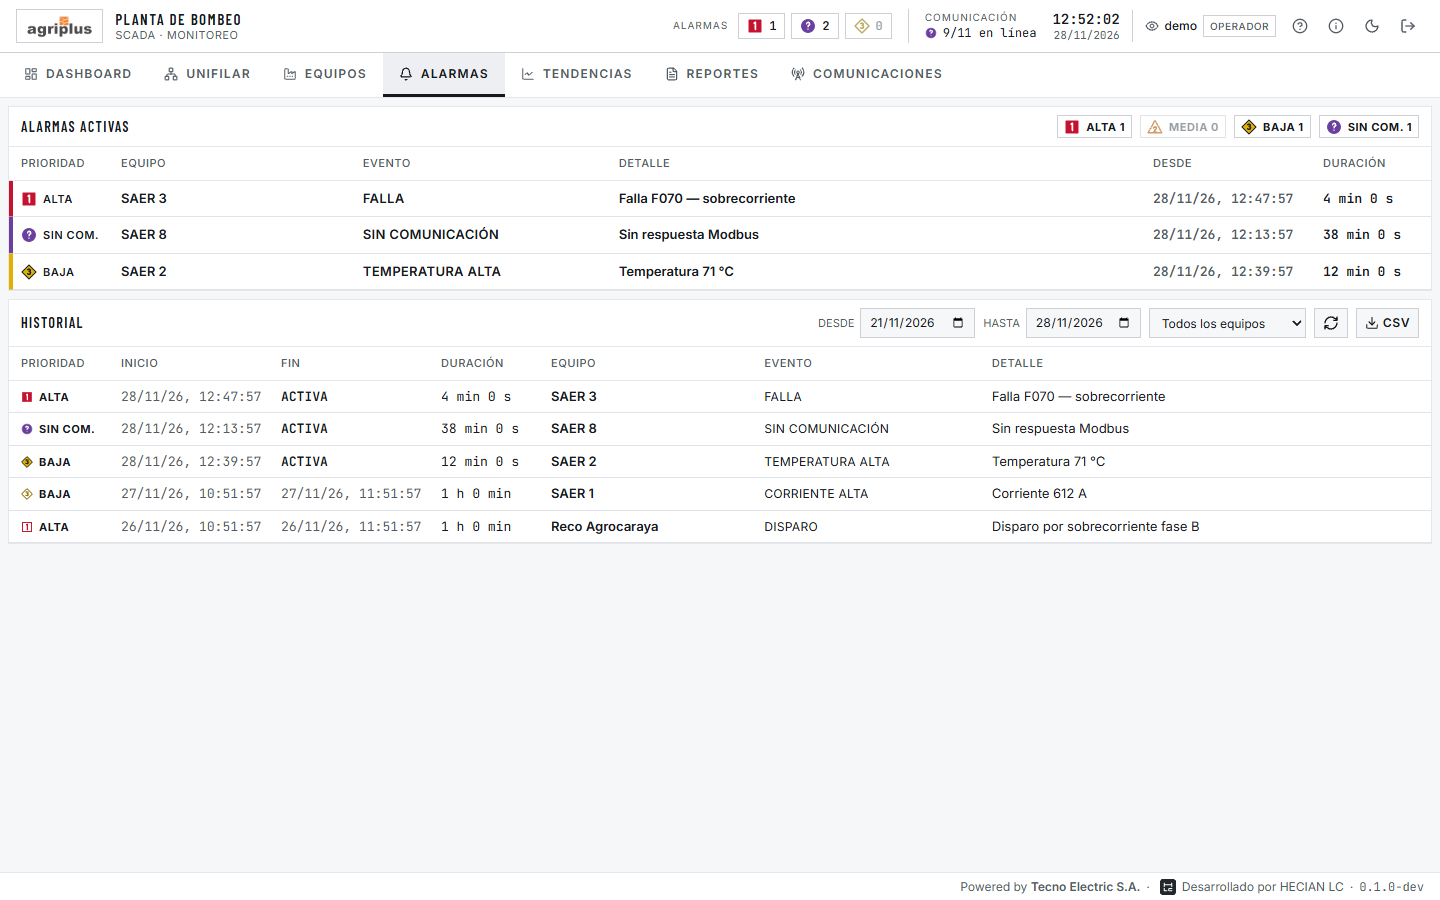 agriplus
PLANTA DE BOMBEO
SCADA · MONITOREO
ALARMAS 1 1 ? 2 3 0
COMUNICACIÓN
? 9/11 en línea
12:52:02
28/11/2026
demo OPERADOR
DASHBOARD UNIFILAR EQUIPOS ALARMAS TENDENCIAS REPORTES COMUNICACIONES
ALARMAS ACTIVAS 1 ALTA 1 2 MEDIA 0 3 BAJA 1 ? SIN COM. 1
PRIORIDAD EQUIPO EVENTO DETALLE DESDE DURACIÓN
1 ALTA SAER 3 FALLA Falla F070 — sobrecorriente 28/11/26, 12:47:57 4 min 0 s
? SIN COM. SAER 8 SIN COMUNICACIÓN Sin respuesta Modbus 28/11/26, 12:13:57 38 min 0 s
3 BAJA SAER 2 TEMPERATURA ALTA Temperatura 71 °C 28/11/26, 12:39:57 12 min 0 s
HISTORIAL DESDE 21/11/2026 HASTA 28/11/2026 Todos los equipos CSV
PRIORIDAD INICIO FIN DURACIÓN EQUIPO EVENTO DETALLE
1 ALTA 28/11/26, 12:47:57 ACTIVA 4 min 0 s SAER 3 FALLA Falla F070 — sobrecorriente
? SIN COM. 28/11/26, 12:13:57 ACTIVA 38 min 0 s SAER 8 SIN COMUNICACIÓN Sin respuesta Modbus
3 BAJA 28/11/26, 12:39:57 ACTIVA 12 min 0 s SAER 2 TEMPERATURA ALTA Temperatura 71 °C
3 BAJA 27/11/26, 10:51:57 27/11/26, 11:51:57 1 h 0 min SAER 1 CORRIENTE ALTA Corriente 612 A
1 ALTA 26/11/26, 10:51:57 26/11/26, 11:51:57 1 h 0 min Reco Agrocaraya DISPARO Disparo por sobrecorriente fase B
Powered by Tecno Electric S.A. · Desarrollado por HECIAN LC · 0.1.0-dev